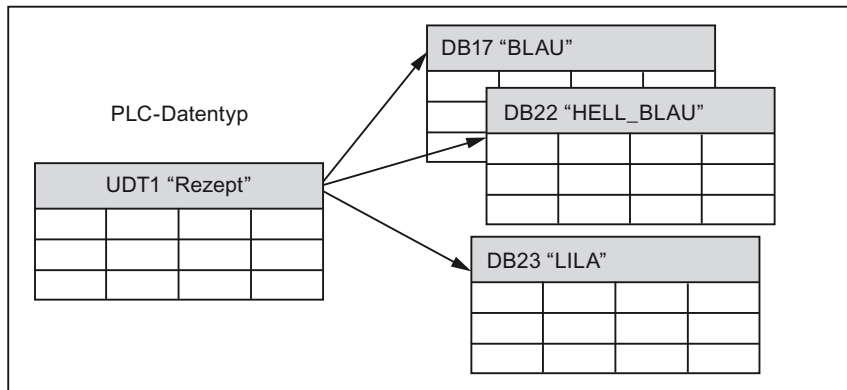 DB17 “BLAU”
DB22 “HELL_BLAU”
PLC-Datentyp
UDT1 “Rezept”
DB23 “LILA”